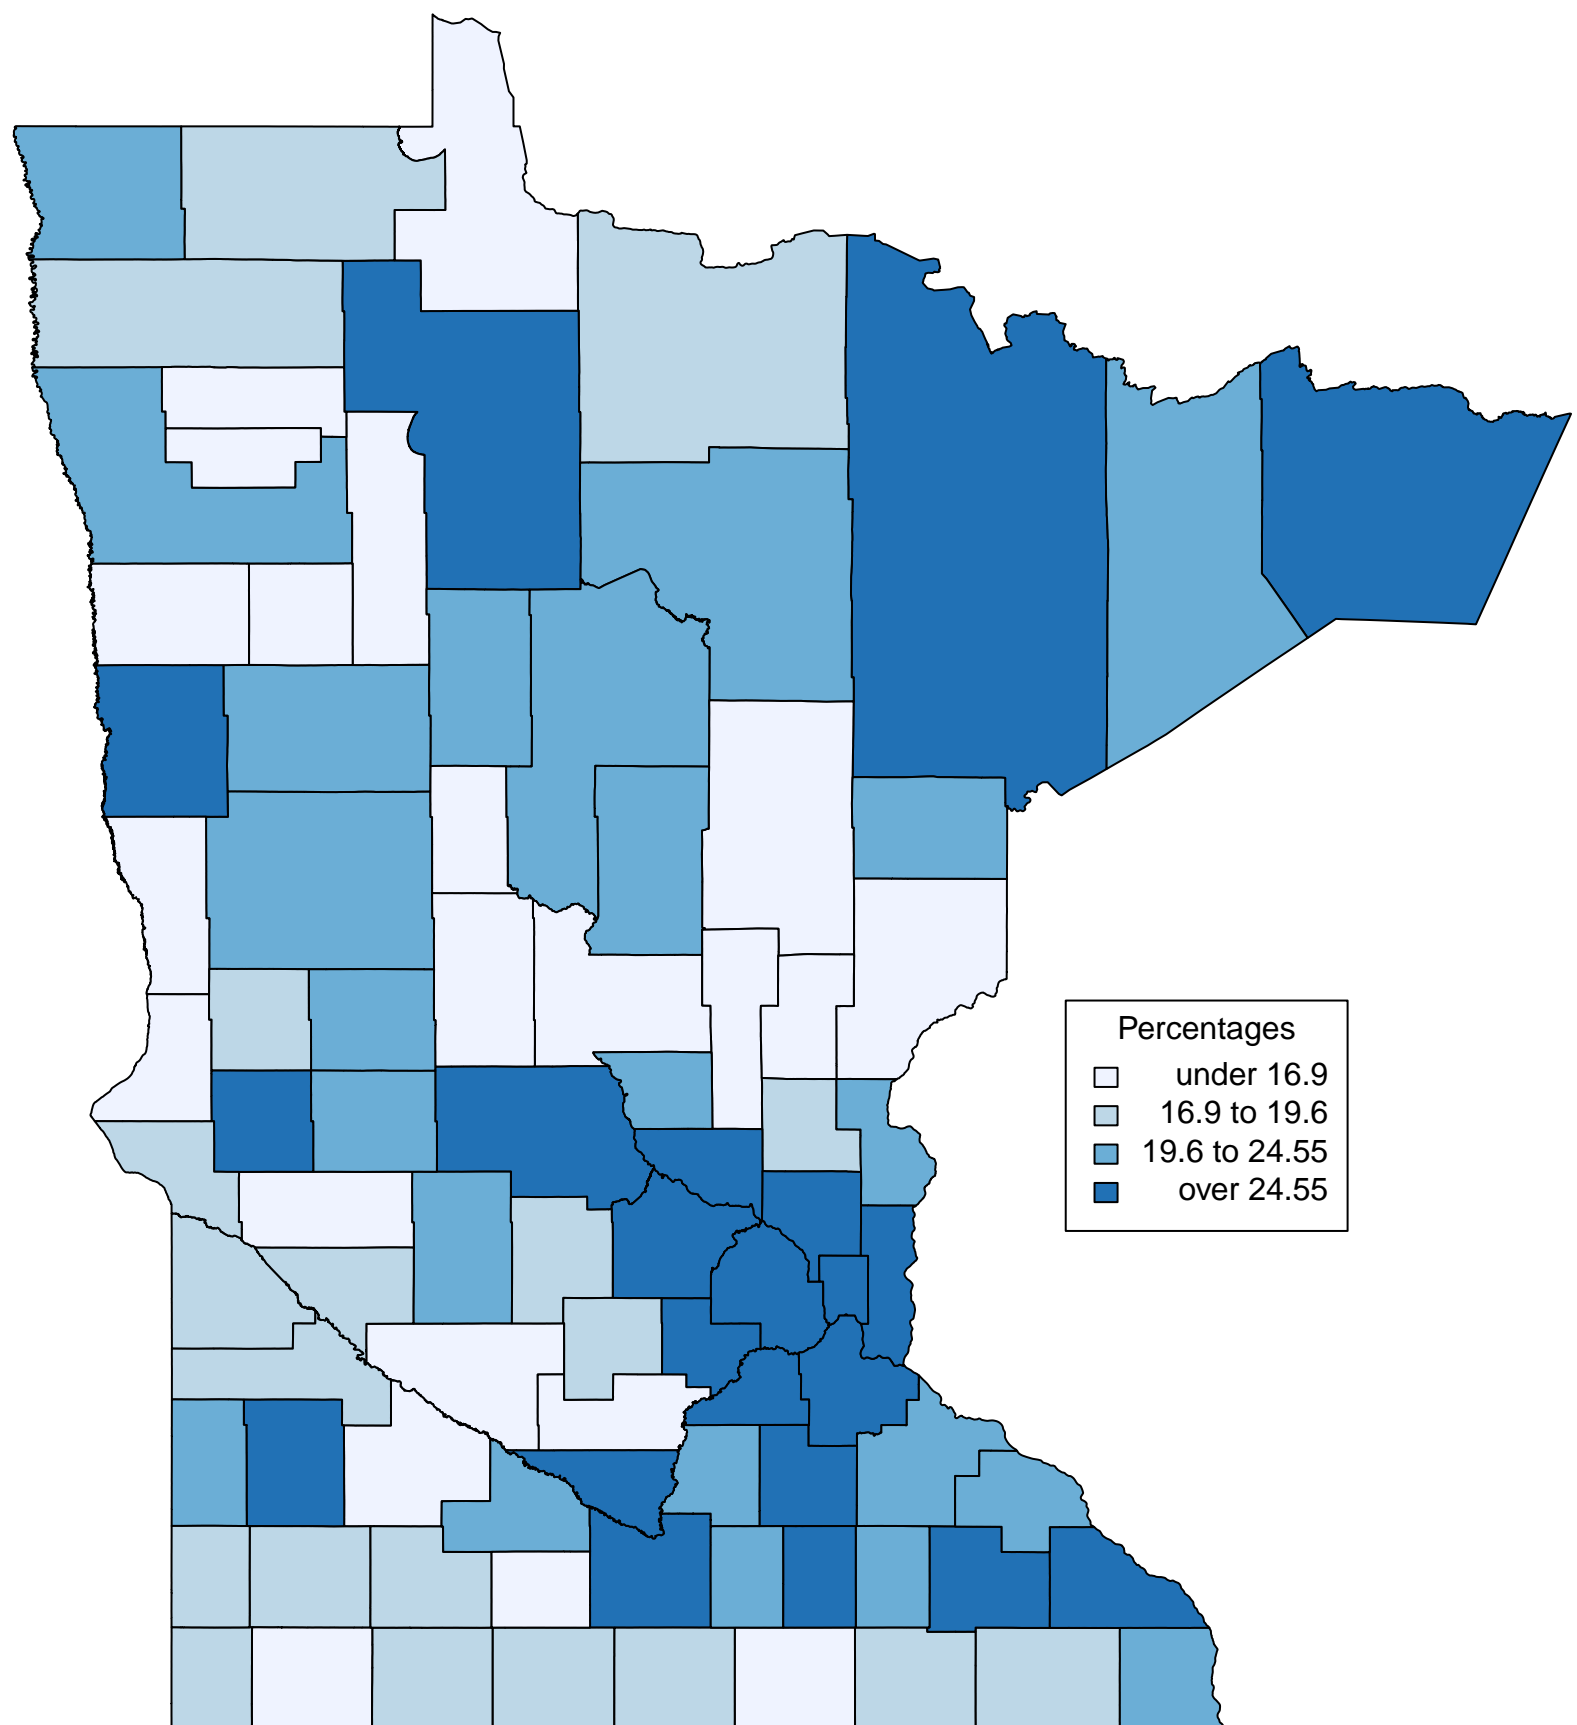 Percentages
under 16.9
16.9 to 19.6
19.6 to 24.55
over 24.55